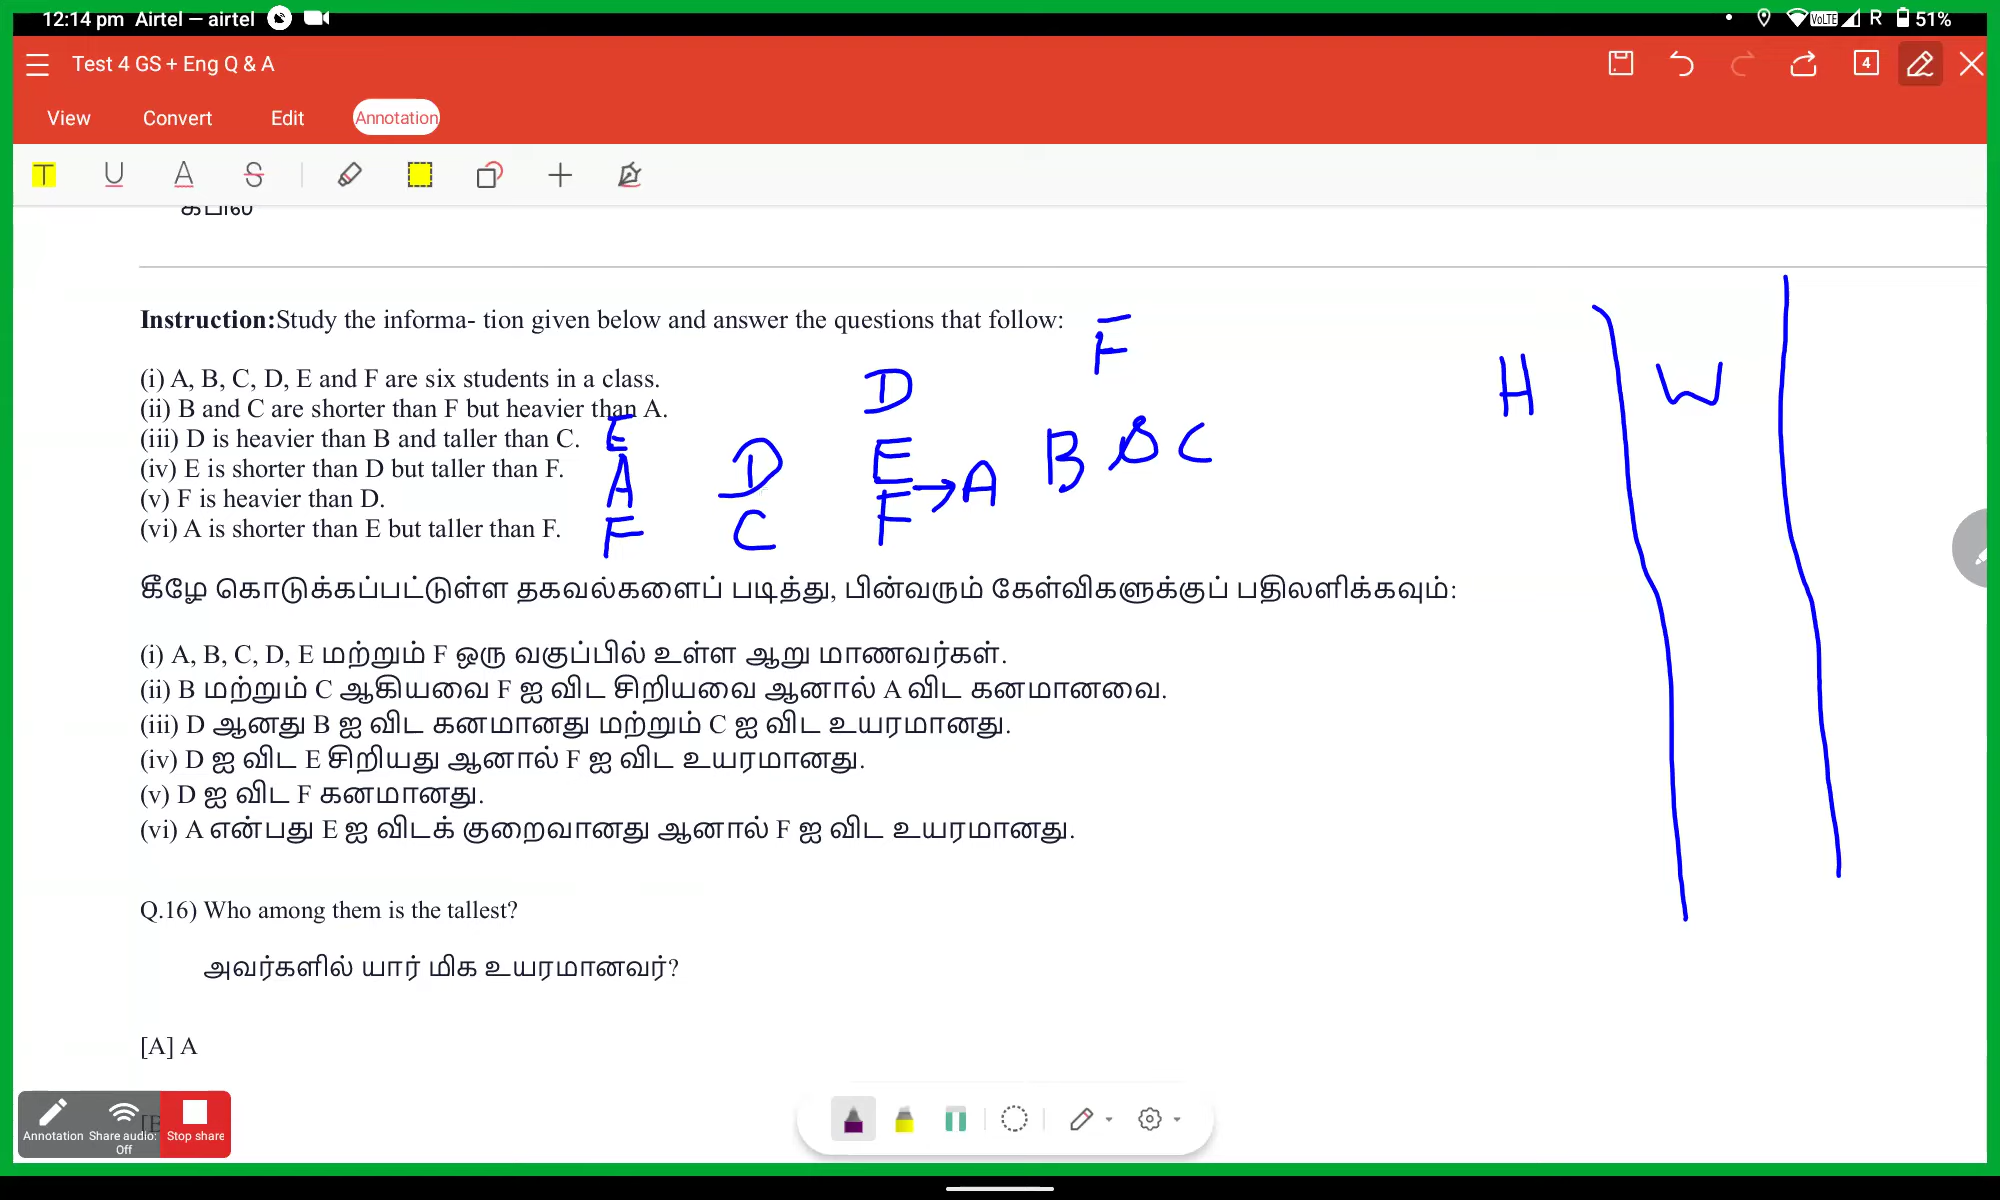 12:14 pm Airtel — airtel
VoLTE R 51%
Test 4 GS + Eng Q & A
4
View Convert Edit Annotation
T U A S
கபில்
Instruction:Study the informa- tion given below and answer the questions that follow:
F
(i) A, B, C, D, E and F are six students in a class.
D
H W
(ii) B and C are shorter than F but heavier than A.
(iii) D is heavier than B and taller than C.
E D E B & C
(iv) E is shorter than D but taller than F.
(v) F is heavier than D.
A → A
(vi) A is shorter than E but taller than F.
F C F
கீழே கொடுக்கப்பட்டுள்ள தகவல்களைப் படித்து, பின்வரும் கேள்விகளுக்குப் பதிலளிக்கவும்:
(i) A, B, C, D, E மற்றும் F ஒரு வகுப்பில் உள்ள ஆறு மாணவர்கள்.
(ii) B மற்றும் C ஆகியவை F ஐ விட சிறியவை ஆனால் A விட கனமானவை.
(iii) D ஆனது B ஐ விட கனமானது மற்றும் C ஐ விட உயரமானது.
(iv) D ஐ விட E சிறியது ஆனால் F ஐ விட உயரமானது.
(v) D ஐ விட F கனமானது.
(vi) A என்பது E ஐ விடக் குறைவானது ஆனால் F ஐ விட உயரமானது.
Q.16) Who among them is the tallest?
அவர்களில் யார் மிக உயரமானவர்?
[A] A
Annotation Share audio: Off Stop share